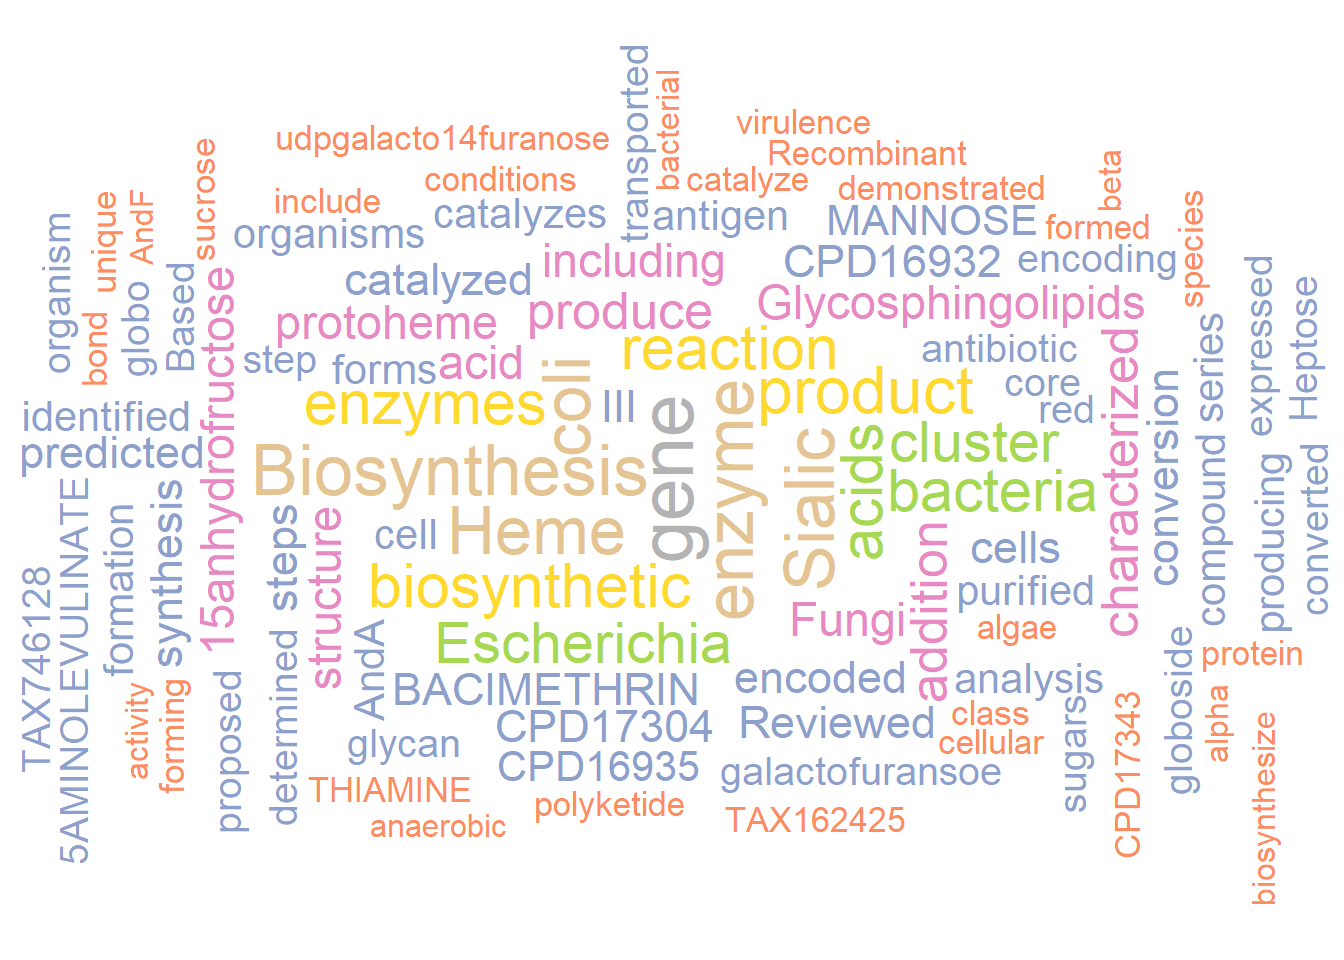 transported
bacterial
virulence
udpgalacto14furanose
Recombinant
sucrose
conditions
catalyze
demonstrated
beta
include
catalyzes
antigen
MANNOSE
formed
species
unique
AndF
organism
organisms
including
CPD16932
encoding
catalyzed
Based
globo
bond
15anhydrofructose
protoheme
produce
Glycosphingolipids
expressed
Heptose
step
forms
acid
reaction
antibiotic
series
characterized
coli
enzymes
III
gene
enzyme
product
core
red
identified
predicted
Biosynthesis
Sialic
acids
cluster
bacteria
conversion
compound
producing
converted
TAX746128
5AMINOLEVULINATE
formation
synthesis
steps
structure
cell
Heme
cells
addition
biosynthetic
purified
Fungi
algae
Escherichia
AndA
determined
proposed
forming
activity
BACIMETHRIN
encoded
analysis
globoside
protein
CPD17304
Reviewed
class
cellular
sugars
CPD17343
alpha
biosynthesize
glycan
CPD16935
galactofuransoe
THIAMINE
polyketide
anaerobic
TAX162425